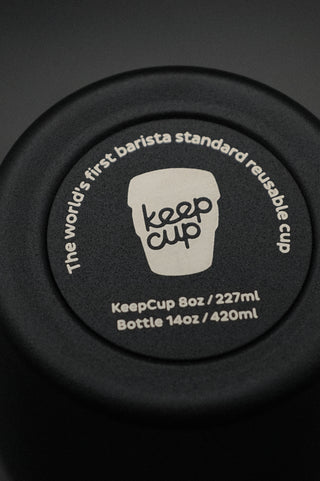 The world's first barista standard reusable cup
keep
cup
KeepCup 8oz / 227ml
Bottle 14oz / 420ml